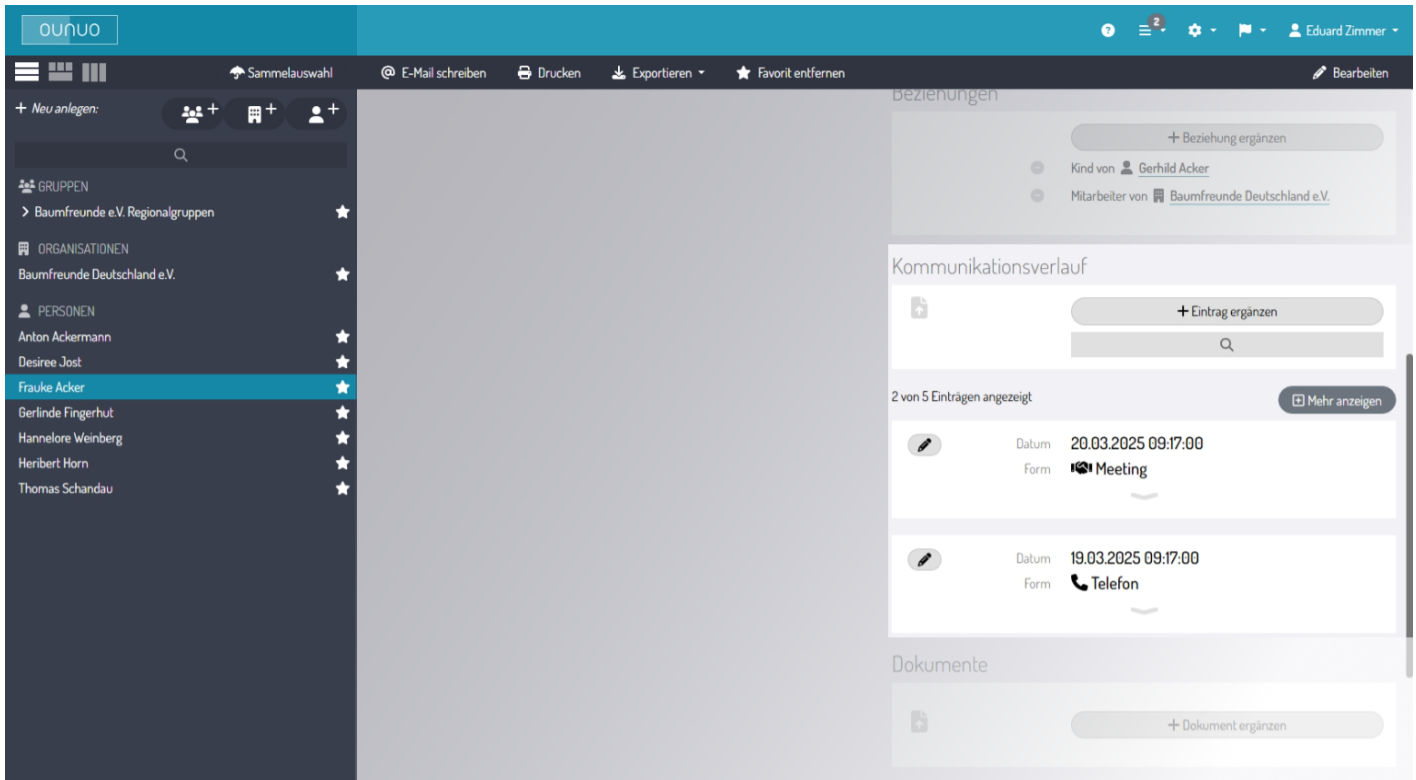 ounuo
2
Eduard Zimmer
Sammelauswahl
@ E-Mail schreiben
Drucken
Exportieren
Favorit entfernen
Bearbeiten
+ Neu anlegen:
+
+
+
GRUPPEN
> Baumfreunde e.V. Regionalgruppen
ORGANISATIONEN
Baumfreunde Deutschland e.V.
PERSONEN
Anton Ackermann
Desiree Jost
Frauke Acker
Gerlinde Fingerhut
Hannelore Weinberg
Heribert Horn
Thomas Schandau
Beziehungen
+ Beziehung ergänzen
Kind von Gerhild Acker
Mitarbeiter von Baumfreunde Deutschland e.V.
Kommunikationsverlauf
+ Eintrag ergänzen
2 von 5 Einträgen angezeigt
Mehr anzeigen
Datum 20.03.2025 09:17:00
Form Meeting
Datum 19.03.2025 09:17:00
Form Telefon
Dokumente
+ Dokument ergänzen